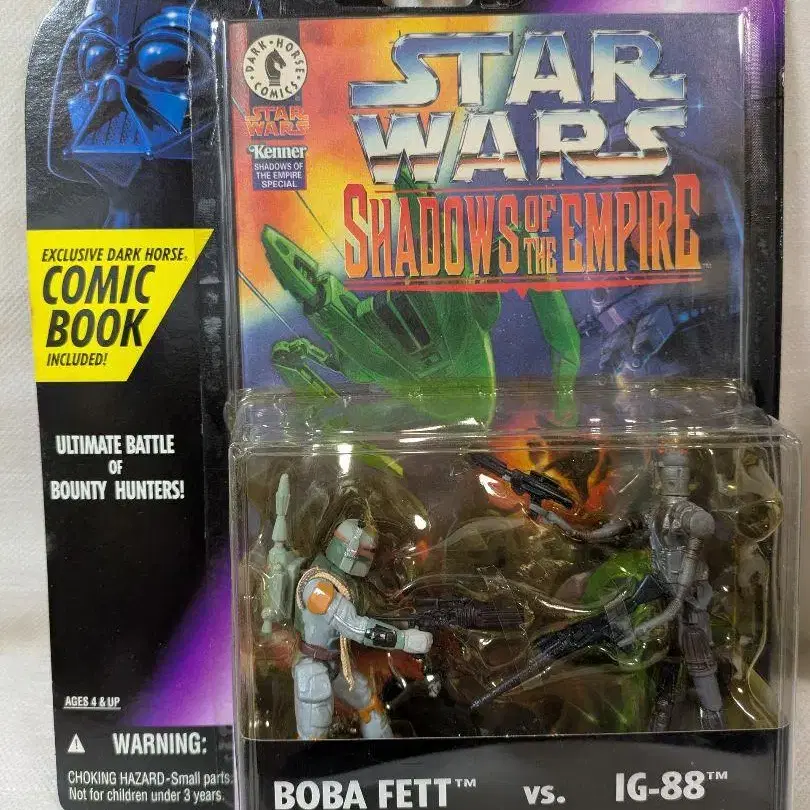 DARK HORSE COMICS
STAR
WARS
Kenner
SHADOWS OF
THE EMPIRE
SPECIAL
STAR
WARS
SHADOWS OF THE EMPIRE
EXCLUSIVE DARK HORSE®
COMIC
BOOK
INCLUDED!
ULTIMATE BATTLE
OF
BOUNTY HUNTERS!
AGES 4 & UP
⚠ WARNING:
CHOKING HAZARD-Small parts
Not for children under 3 years.
BOBA FETT™ VS. IG-88™